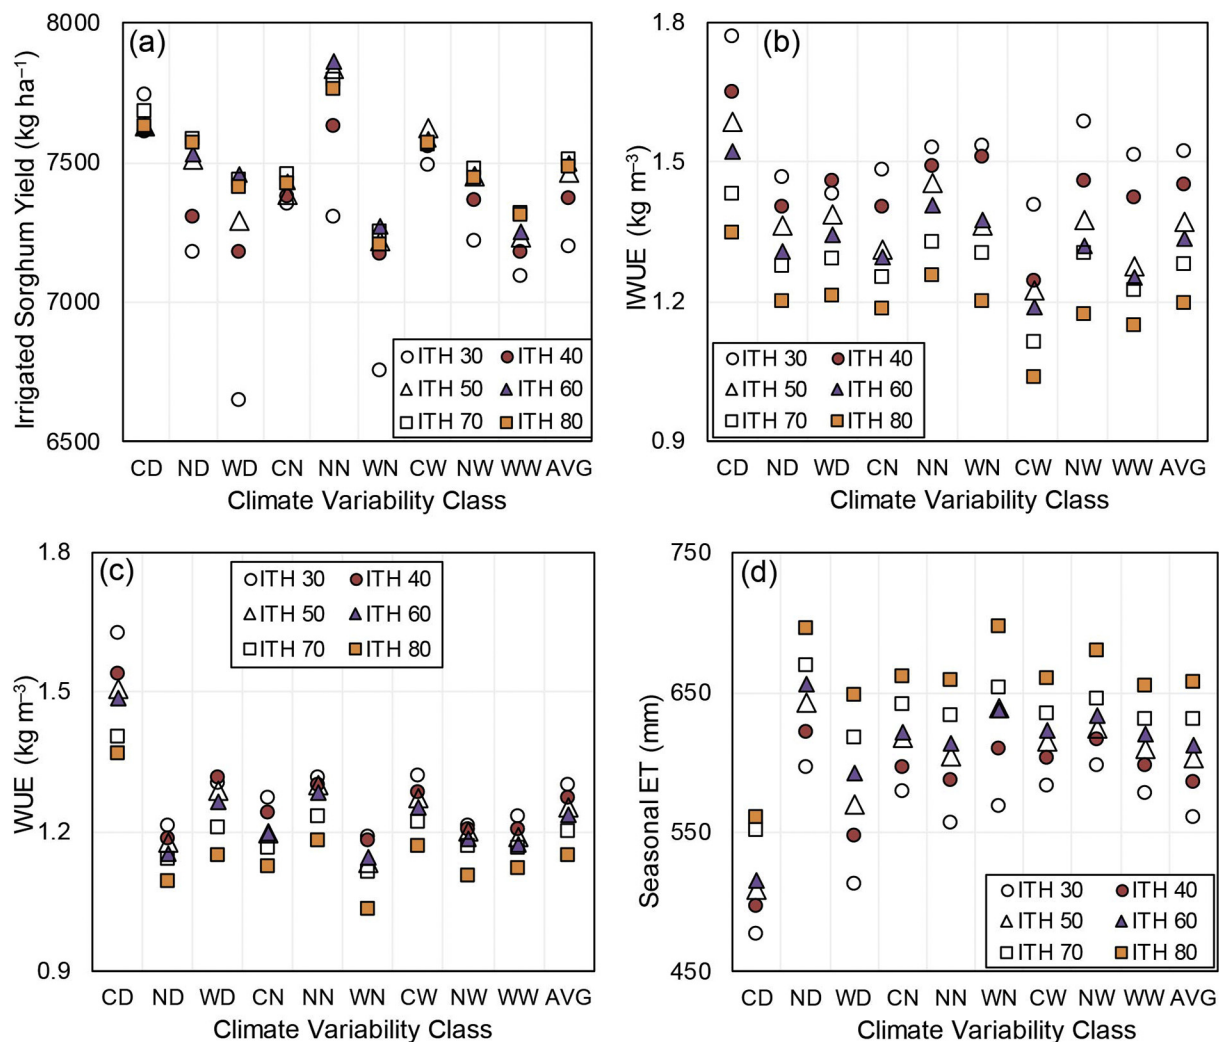 (a)
Irrigated Sorghum Yield (kg ha⁻¹)
8000
7500
7000
6500
ITH 30 ITH 40
ITH 50 ITH 60
ITH 70 ITH 80
CD ND WD CN NN WN CW NW WW AVG
Climate Variability Class
(b)
IWUE (kg m⁻³)
1.8
1.5
1.2
0.9
ITH 30 ITH 40
ITH 50 ITH 60
ITH 70 ITH 80
CD ND WD CN NN WN CW NW WW AVG
Climate Variability Class
(c)
WUE (kg m⁻³)
1.8
1.5
1.2
0.9
ITH 30 ITH 40
ITH 50 ITH 60
ITH 70 ITH 80
CD ND WD CN NN WN CW NW WW AVG
Climate Variability Class
(d)
Seasonal ET (mm)
750
650
550
450
ITH 30 ITH 40
ITH 50 ITH 60
ITH 70 ITH 80
CD ND WD CN NN WN CW NW WW AVG
Climate Variability Class